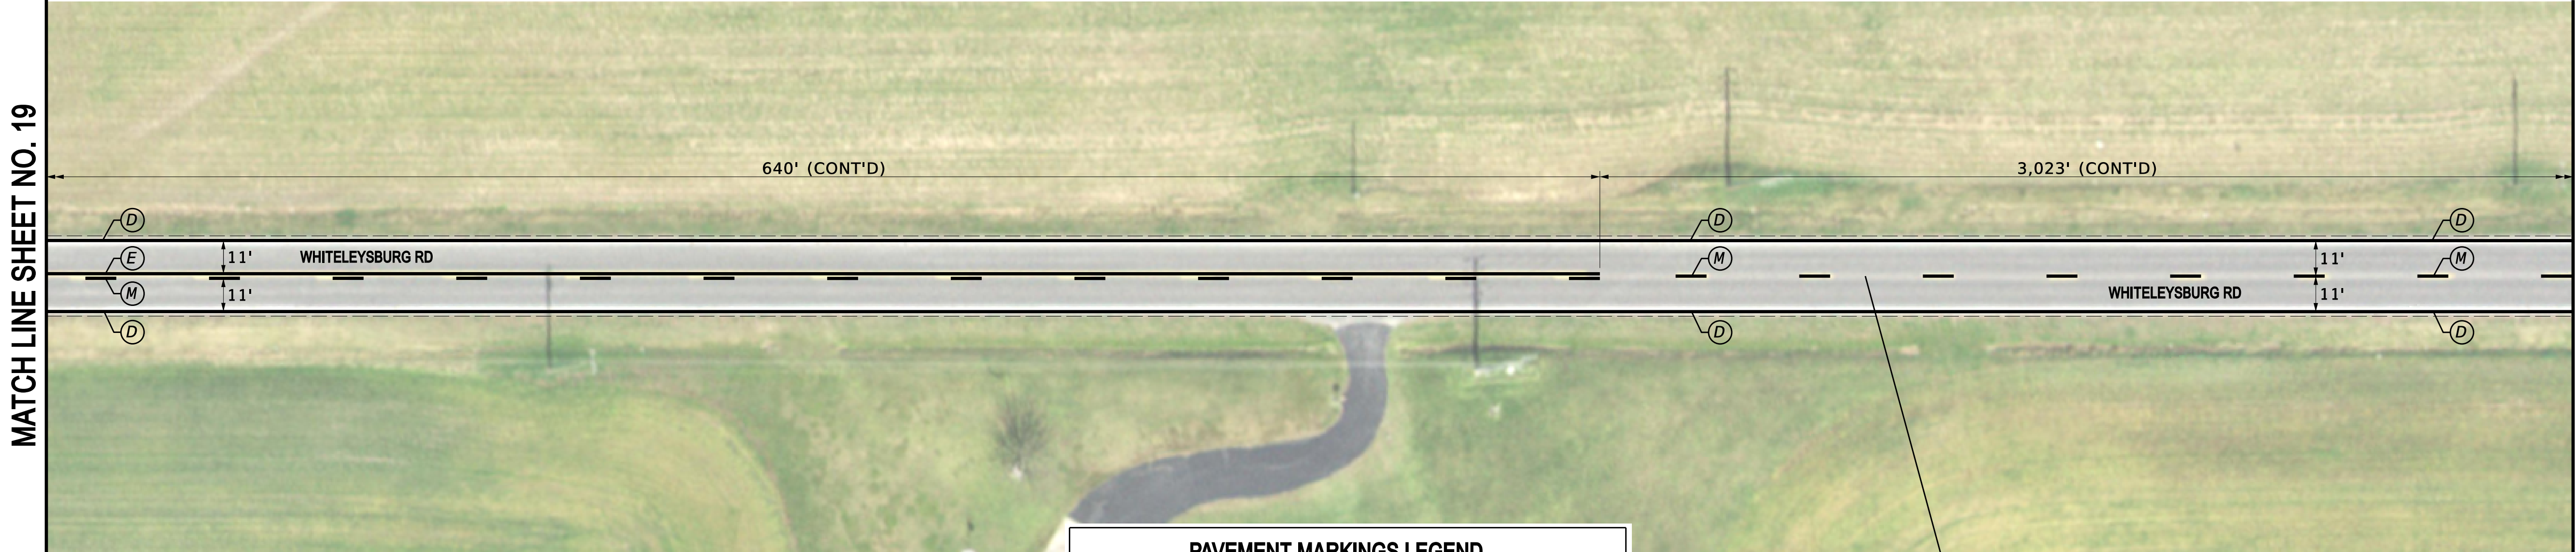 MATCH LINE SHEET NO. 19
640' (CONT'D)
3,023' (CONT'D)
D
D
D
E
11'
WHITELEYSBURG RD
M
11'
M
M
11'
WHITELEYSBURG RD
11'
D
D
D
PAVEMENT MARKINGS LEGEND